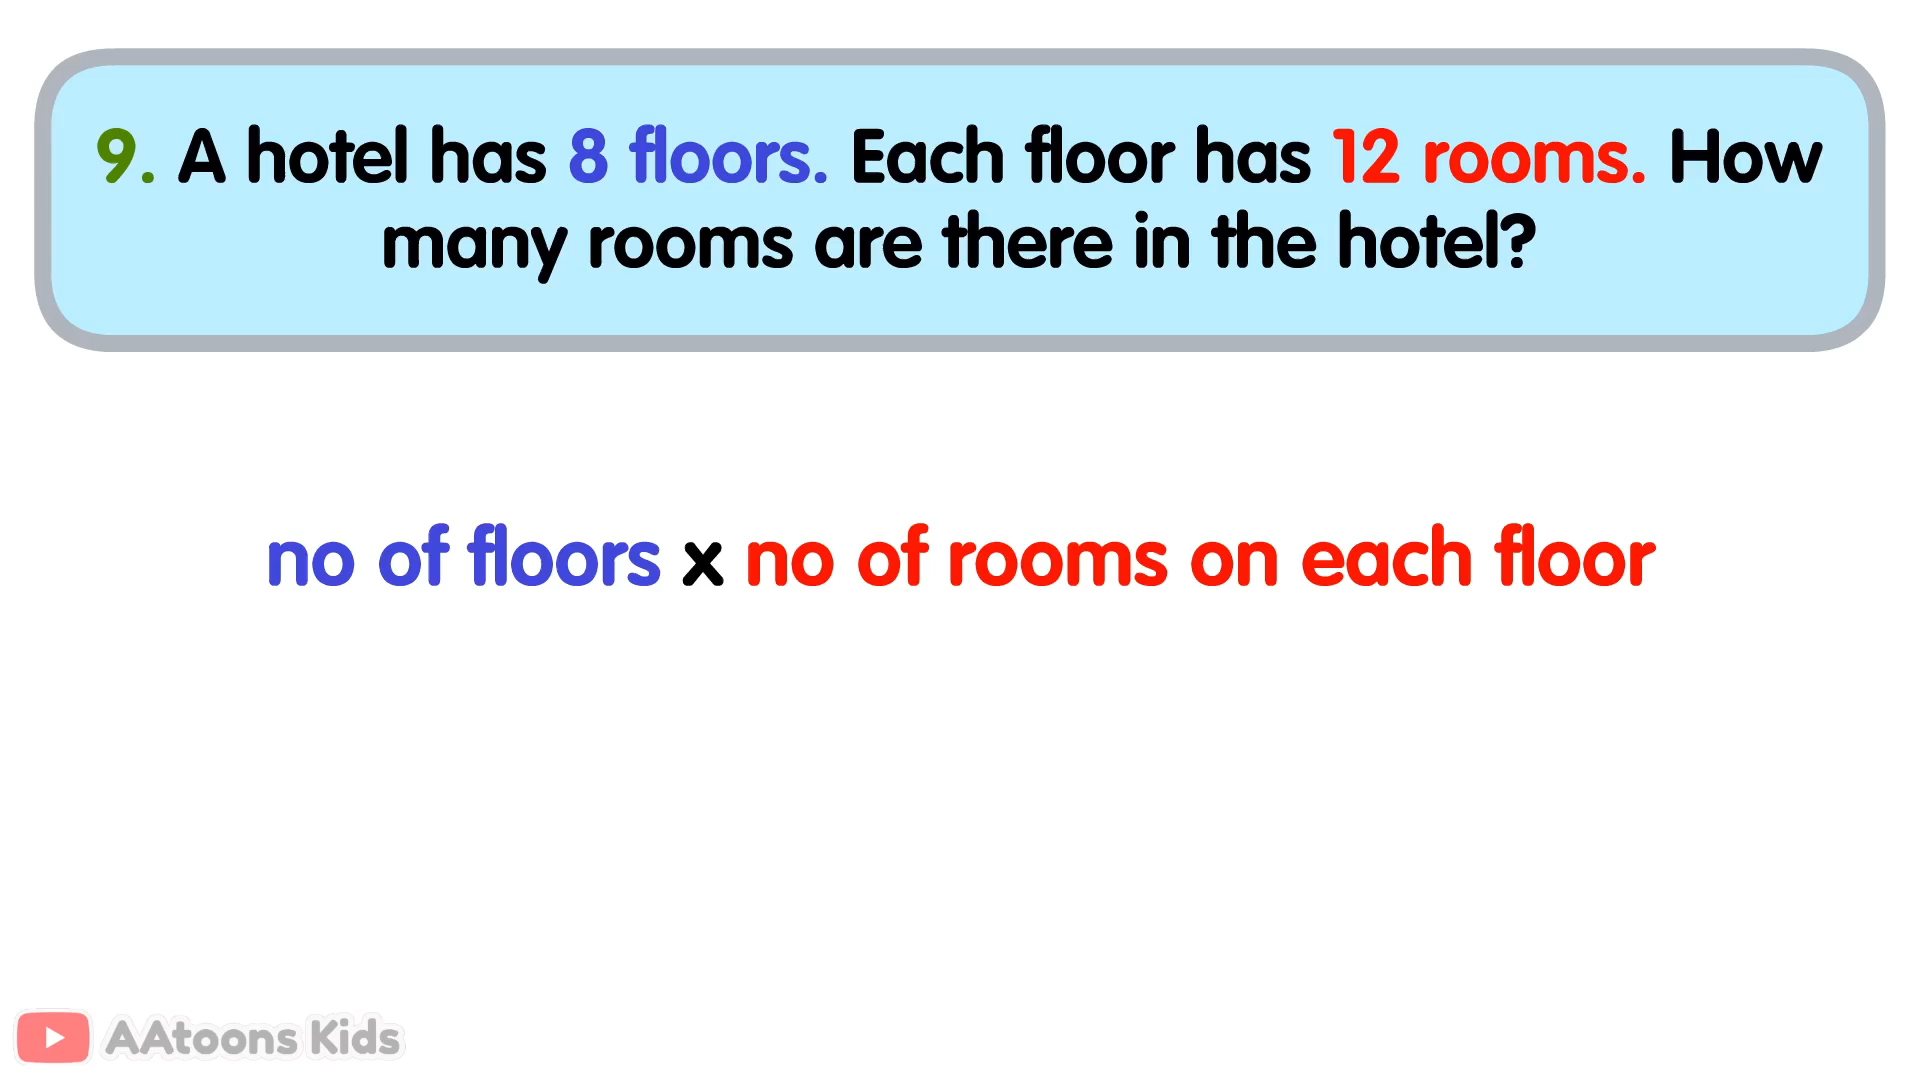 9. A hotel has 8 floors. Each floor has 12 rooms. How
many rooms are there in the hotel?
no of floors x no of rooms on each floor
AAtoons Kids